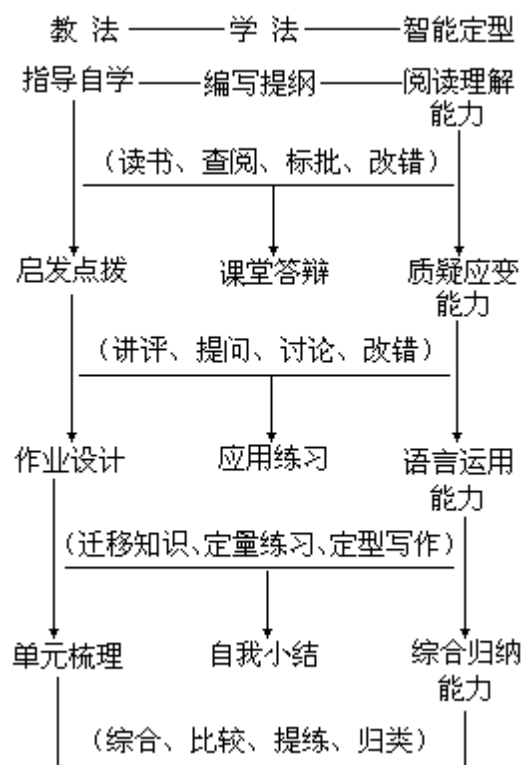 教法——学法——智能定型
指导自学——编写提纲——阅读理解
能力
（读书、查阅、标批、改错）
启发点拨 课堂答辩 质疑应变
能力
（讲评、提问、讨论、改错）
作业设计 应用练习 语言运用
能力
（迁移知识、定量练习、定型写作）
单元梳理 自我小结 综合归纳
能力
（综合、比较、提练、归类）